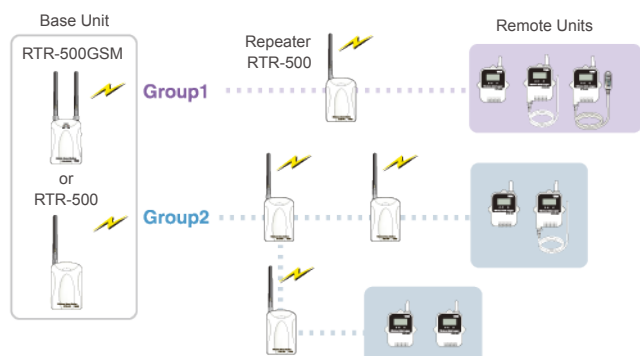 Base Unit
RTR-500GSM
or
RTR-500
Group1
Group2
Repeater
RTR-500
Remote Units